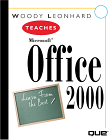 WOODY LEONHARD
TEACHES
Microsoft
Office
2000
Learn From
the Best!
QUE